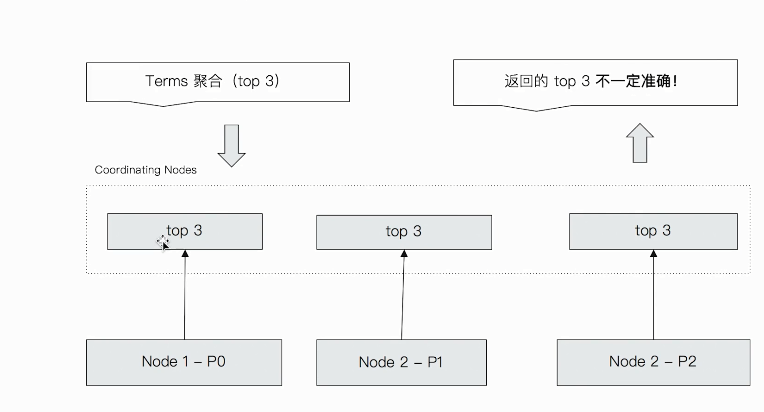 Terms 聚合（top 3）
返回的 top 3 不一定准确！
Coordinating Nodes
top 3
top 3
top 3
Node 1 – P0
Node 2 – P1
Node 2 – P2